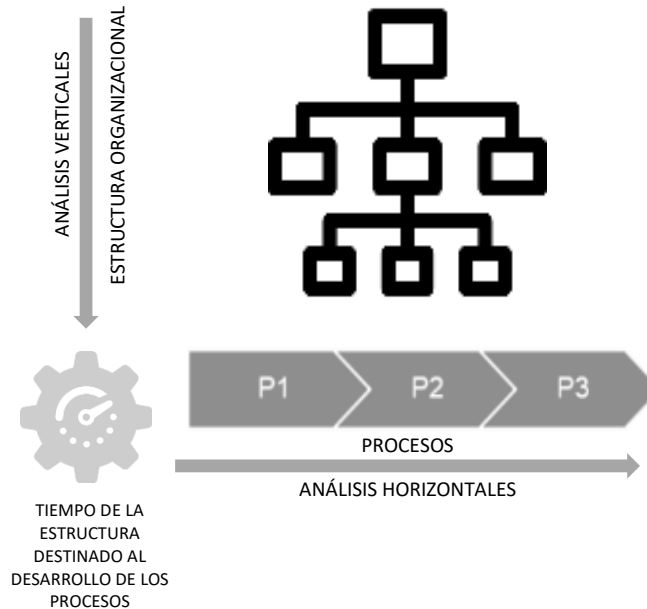 ANÁLISIS VERTICALES
ESTRUCTURA ORGANIZACIONAL
P1
P2
P3
PROCESOS
ANÁLISIS HORIZONTALES
TIEMPO DE LA
ESTRUCTURA
DESTINADO AL
DESARROLLO DE LOS
PROCESOS